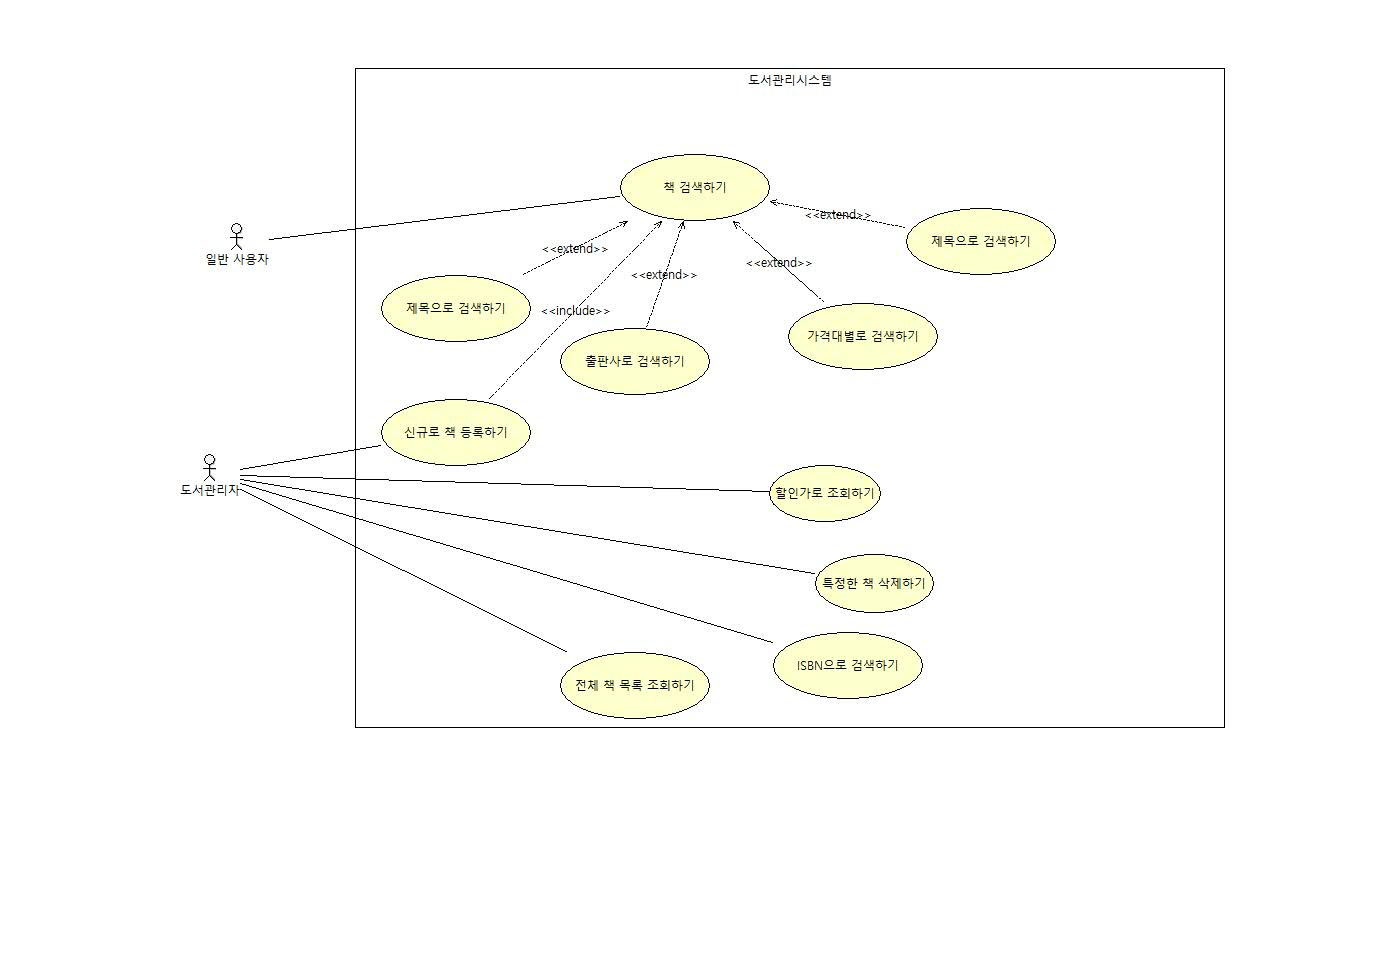 도서관리시스템
책 검색하기
<<extend>>
제목으로 검색하기
일반 사용자
<<extend>>
<<extend>>
<<extend>>
제목으로 검색하기
<<include>>
가격대별로 검색하기
출판사로 검색하기
신규로 책 등록하기
도서관리자
할인가로 조회하기
특정한 책 삭제하기
ISBN으로 검색하기
전체 책 목록 조회하기